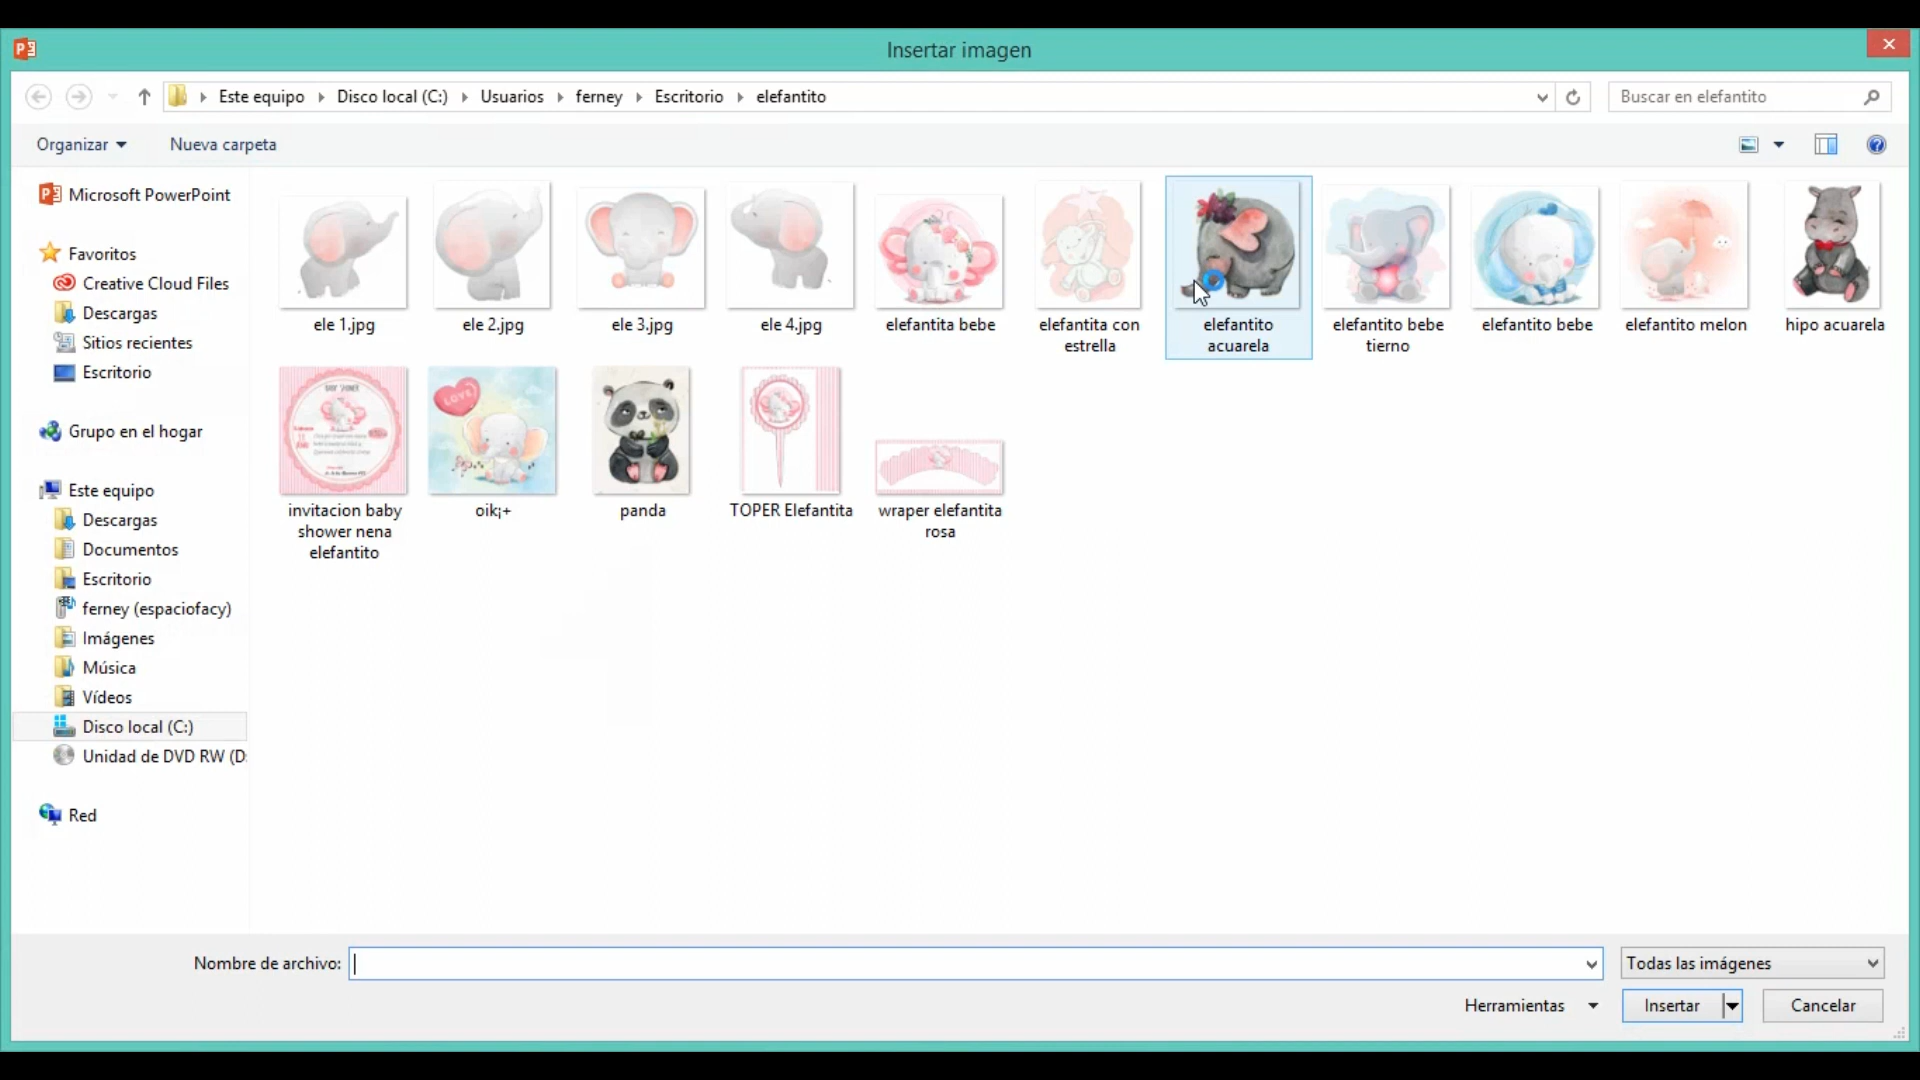 Insertar imagen
Este equipo Disco local (C:) Usuarios ferney Escritorio elefantito
Buscar en elefantito
Organizar
Nueva carpeta
Microsoft PowerPoint
Favoritos
Creative Cloud Files
Descargas
Sitios recientes
Escritorio
Grupo en el hogar
Este equipo
Descargas
Documentos
Escritorio
ferney (espaciofacy)
Imágenes
Música
Vídeos
Disco local (C:)
Unidad de DVD RW (D:
Red
ele 1.jpg
ele 2.jpg
ele 3.jpg
ele 4.jpg
elefantita bebe
elefantita con
estrella
elefantito
acuarela
elefantito bebe
tierno
elefantito bebe
elefantito melon
hipo acuarela
BABY SHOWER
LOVE
invitacion baby
shower nena
elefantito
oik¡+
panda
TOPER Elefantita
wraper elefantita
rosa
Nombre de archivo:
Todas las imágenes
Herramientas
Insertar
Cancelar